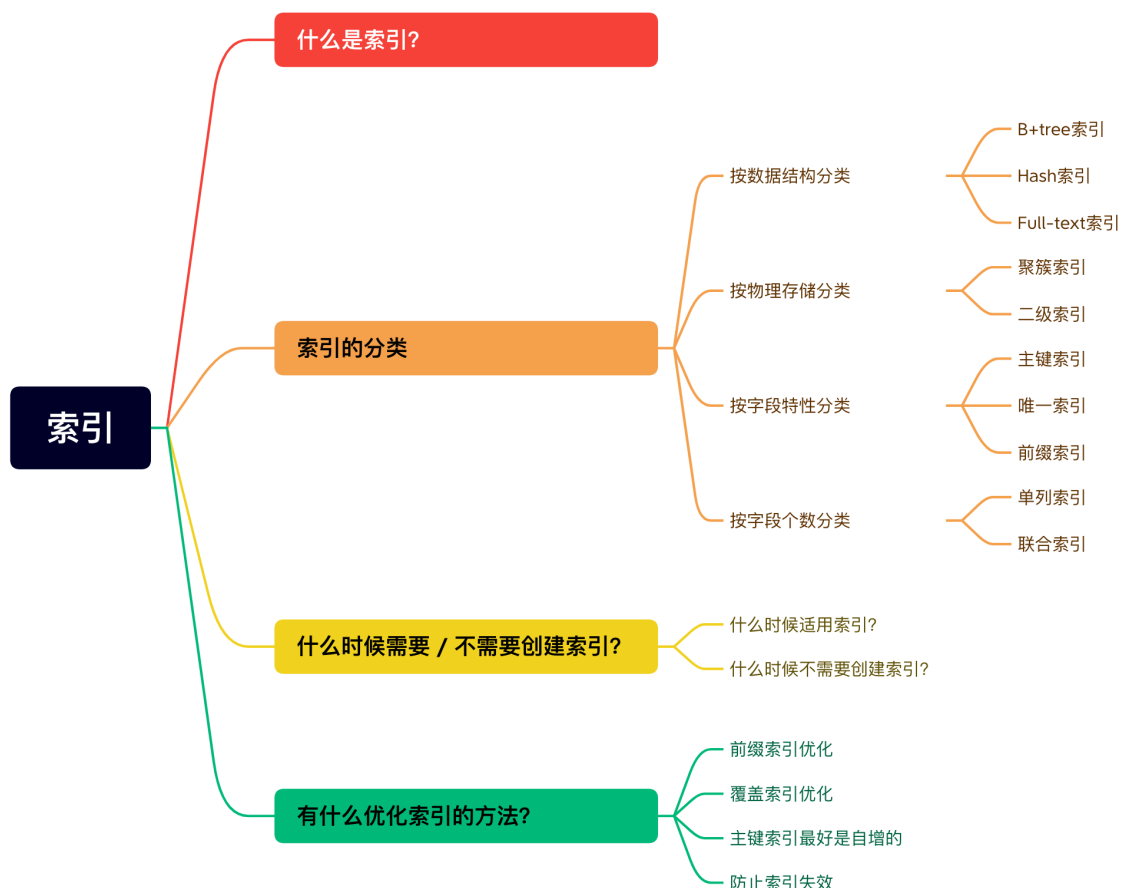 索引
什么是索引?
索引的分类
按数据结构分类
B+tree索引
Hash索引
Full-text索引
按物理存储分类
聚簇索引
二级索引
按字段特性分类
主键索引
唯一索引
前缀索引
按字段个数分类
单列索引
联合索引
什么时候需要 / 不需要创建索引?
什么时候适用索引?
什么时候不需要创建索引?
有什么优化索引的方法?
前缀索引优化
覆盖索引优化
主键索引最好是自增的
防止索引失效